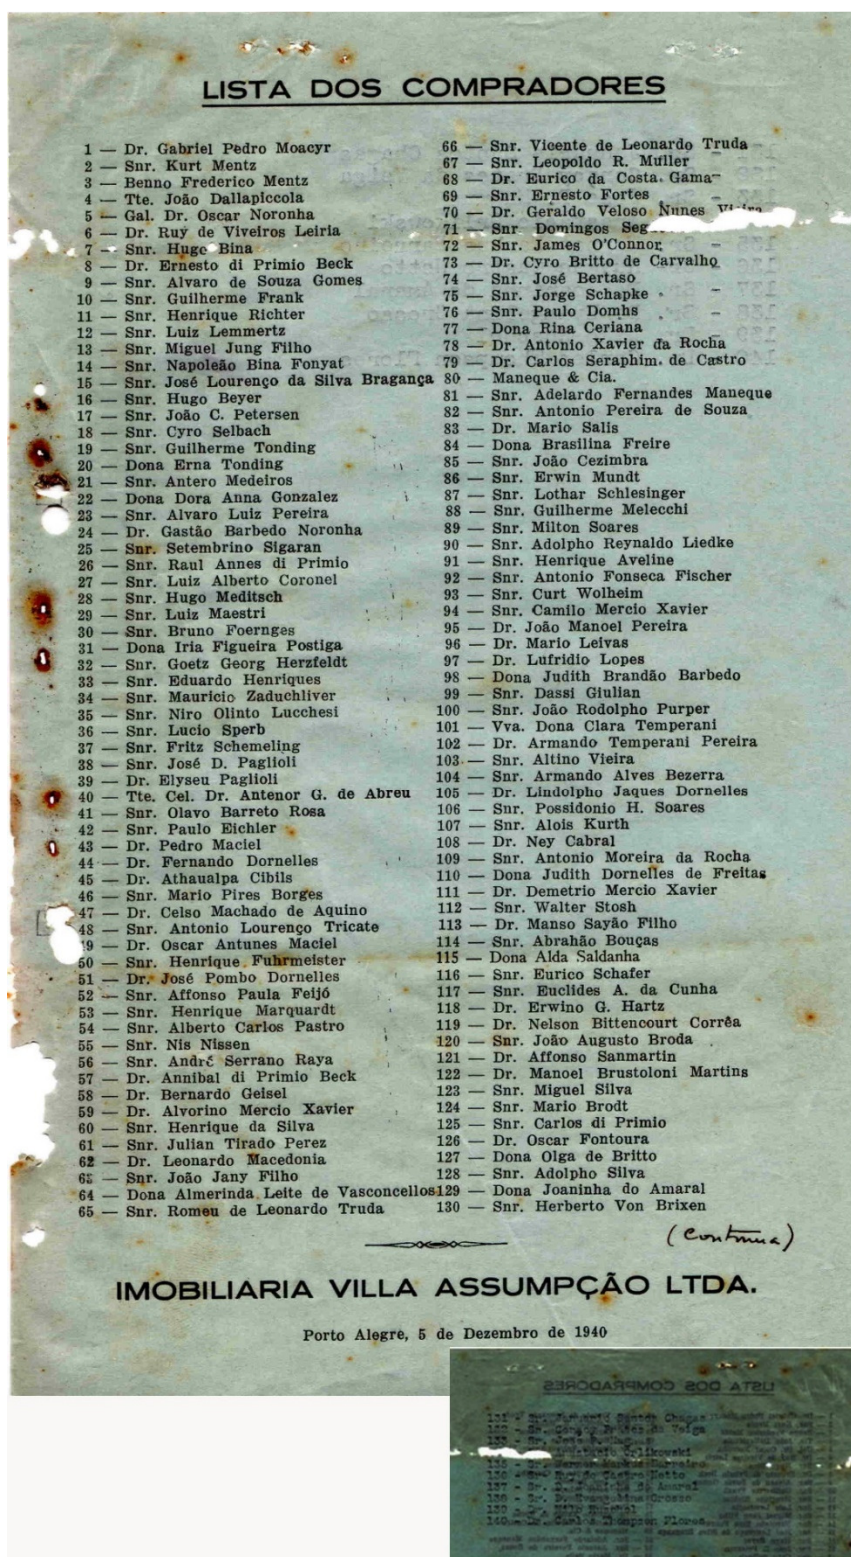 LISTA DOS COMPRADORES
1 — Dr. Gabriel Pedro Moacyr
2 — Snr. Kurt Mentz
3 — Benno Frederico Mentz
4 — Tte. João Dallapiccola
5 — Gal. Dr. Oscar Noronha
6 — Dr. Ruy de Viveiros Leiria
7 — Snr. Hugo Bina
8 — Dr. Ernesto di Primio Beck
9 — Snr. Alvaro de Souza Gomes
10 — Snr. Guilherme Frank
11 — Snr. Henrique Richter
12 — Snr. Luiz Lemmertz
13 — Snr. Miguel Jung Filho
14 — Snr. Napoleão Bina Fonyat
15 — Snr. José Lourenço da Silva Bragança
16 — Snr. Hugo Beyer
17 — Snr. João C. Petersen
18 — Snr. Cyro Selbach
19 — Snr. Guilherme Tonding
20 — Dona Erna Tonding
21 — Snr. Antero Medeiros
22 — Dona Dora Anna Gonzalez
23 — Snr. Alvaro Luiz Pereira
24 — Dr. Gastão Barbedo Noronha
25 — Snr. Setembrino Sigaran
26 — Snr. Raul Annes di Primio
27 — Snr. Luiz Alberto Coronel
28 — Snr. Hugo Meditsch
29 — Snr. Luiz Maestri
30 — Snr. Bruno Foernges
31 — Dona Iria Figueira Postiga
32 — Snr. Goetz Georg Herzfeldt
33 — Snr. Eduardo Henriques
34 — Snr. Mauricio Zaduchliver
35 — Snr. Niro Olinto Lucchesi
36 — Snr. Lucio Sperb
37 — Snr. Fritz Schemeling
38 — Snr. José D. Paglioli
39 — Dr. Elyseu Paglioli
40 — Tte. Cel. Dr. Antenor G. de Abreu
41 — Snr. Olavo Barreto Rosa
42 — Snr. Paulo Eichler
43 — Dr. Pedro Maciel
44 — Dr. Fernando Dornelles
45 — Dr. Athaualpa Cibils
46 — Snr. Mario Pires Borges
47 — Dr. Celso Machado de Aquino
48 — Snr. Antonio Lourenço Tricate
49 — Dr. Oscar Antunes Maciel
50 — Snr. Henrique Fuhrmeister
51 — Dr. José Pombo Dornelles
52 — Snr. Affonso Paula Feijó
53 — Snr. Henrique Marquardt
54 — Snr. Alberto Carlos Pastro
55 — Snr. Nis Nissen
56 — Snr. André Serrano Raya
57 — Dr. Annibal di Primio Beck
58 — Dr. Bernardo Geisel
59 — Dr. Alvorino Mercio Xavier
60 — Snr. Henrique da Silva
61 — Snr. Julian Tirado Perez
62 — Dr. Leonardo Macedonia
63 — Snr. João Jany Filho
64 — Dona Almerinda Leite de Vasconcellos
65 — Snr. Romeu de Leonardo Truda
66 — Snr. Vicente de Leonardo Truda
67 — Snr. Leopoldo R. Muller
68 — Dr. Eurico da Costa Gama
69 — Snr. Ernesto Fortes
70 — Dr. Geraldo Veloso Nunes Vieira
71 — Snr. Domingos
72 — Snr. James O'Connor
73 — Dr. Cyro Britto de Carvalho
74 — Snr. José Bertaso
75 — Snr. Jorge Schapke
76 — Snr. Paulo Domhs
77 — Dona Rina Ceriana
78 — Dr. Antonio Xavier da Rocha
79 — Dr. Carlos Seraphim de Castro
80 — Maneque & Cia.
81 — Snr. Adelardo Fernandes Maneque
82 — Snr. Antonio Pereira de Souza
83 — Dr. Mario Salis
84 — Dona Brasilina Freire
85 — Snr. João Cezimbra
86 — Snr. Erwin Mundt
87 — Snr. Lothar Schlesinger
88 — Snr. Guilherme Melecchi
89 — Snr. Milton Soares
90 — Snr. Adolpho Reynaldo Liedke
91 — Snr. Henrique Aveline
92 — Snr. Antonio Fonseca Fischer
93 — Snr. Curt Wolheim
94 — Snr. Camilo Mercio Xavier
95 — Dr. João Manoel Pereira
96 — Dr. Mario Leivas
97 — Dr. Lufridio Lopes
98 — Dona Judith Brandão Barbedo
99 — Snr. Dassi Giulian
100 — Snr. João Rodolpho Purper
101 — Vva. Dona Clara Temperani
102 — Dr. Armando Temperani Pereira
103 — Snr. Altino Vieira
104 — Snr. Armando Alves Bezerra
105 — Dr. Lindolpho Jaques Dornelles
106 — Snr. Possidonio H. Soares
107 — Snr. Alois Kurth
108 — Dr. Ney Cabral
109 — Snr. Antonio Moreira da Rocha
110 — Dona Judith Dornelles de Freitas
111 — Dr. Demetrio Mercio Xavier
112 — Snr. Walter Stosh
113 — Dr. Manso Sayão Filho
114 — Snr. Abrahão Bouças
115 — Dona Alda Saldanha
116 — Snr. Eurico Schafer
117 — Snr. Euclides A. da Cunha
118 — Dr. Erwino G. Hartz
119 — Dr. Nelson Bittencourt Corrêa
120 — Snr. João Augusto Broda
121 — Dr. Affonso Sanmartin
122 — Dr. Manoel Brustoloni Martins
123 — Snr. Miguel Silva
124 — Snr. Mario Brodt
125 — Snr. Carlos di Primio
126 — Dr. Oscar Fontoura
127 — Dona Olga de Britto
128 — Snr. Adolpho Silva
129 — Dona Joaninha do Amaral
130 — Snr. Herberto Von Brixen
(Continua)
IMOBILIARIA VILLA ASSUMPÇÃO LTDA.
Porto Alegre, 5 de Dezembro de 1940
LISTA DOS COMPRADORES
131 - Chagas
132 - Veiga
133 -
Orlikowski
135 - Barreiro
136 - Castro Netto
137 - Amaral
138 - Sr. Grosso
139 -
140 - Dr. Carlos Thompson Flores